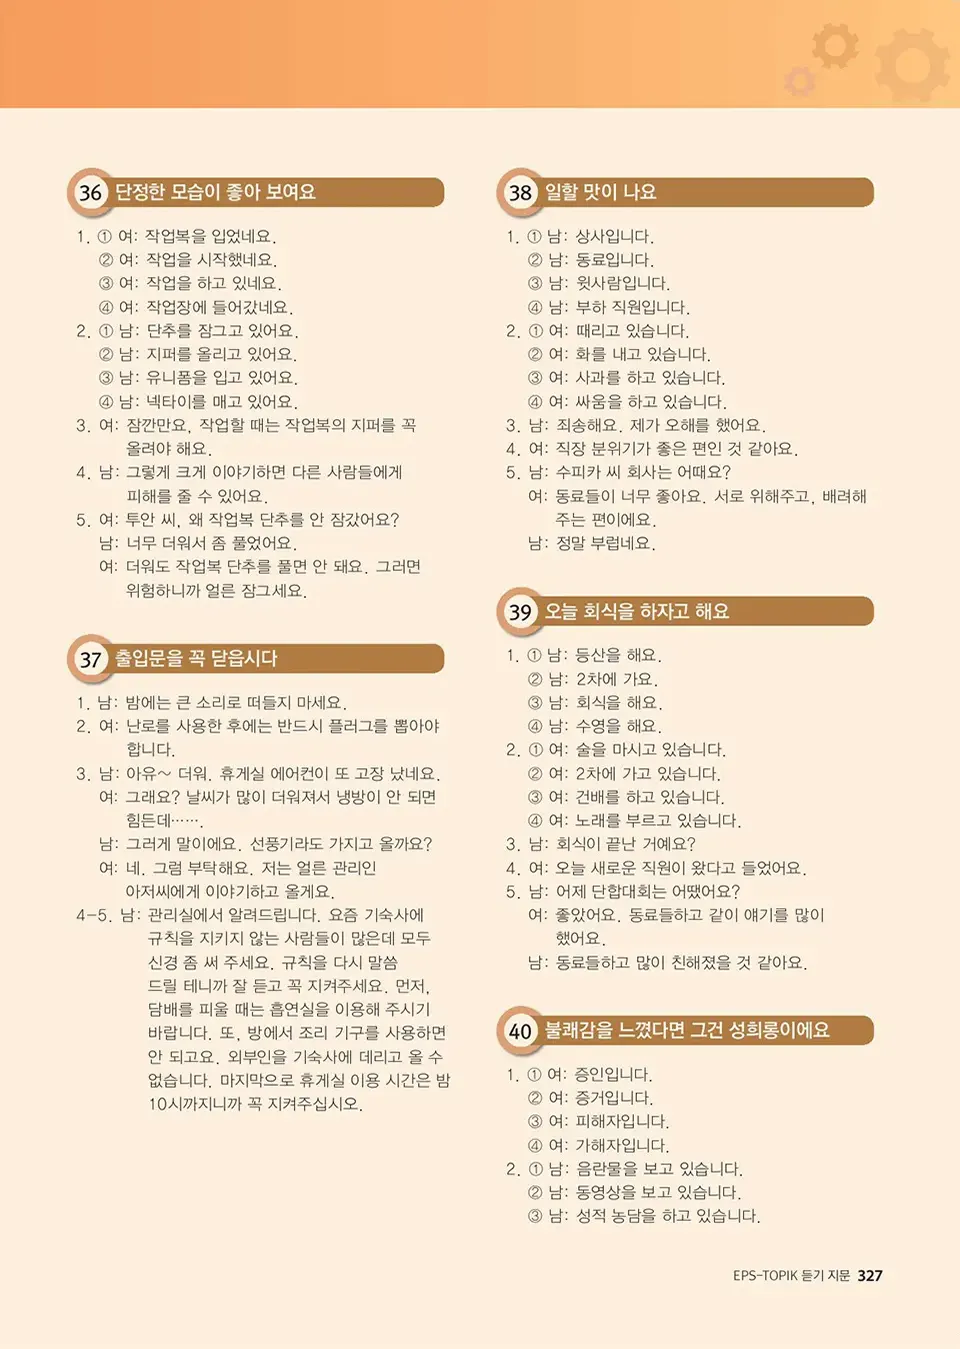 36 단정한 모습이 좋아 보여요
1. ① 여: 작업복을 입었네요.
② 여: 작업을 시작했네요.
③ 여: 작업을 하고 있네요.
④ 여: 작업장에 들어갔네요.
2. ① 남: 단추를 잠그고 있어요.
② 남: 지퍼를 올리고 있어요.
③ 남: 유니폼을 입고 있어요.
④ 남: 넥타이를 매고 있어요.
3. 여: 잠깐만요, 작업할 때는 작업복의 지퍼를 꼭
올려야 해요.
4. 남: 그렇게 크게 이야기하면 다른 사람들에게
피해를 줄 수 있어요.
5. 여: 투안 씨, 왜 작업복 단추를 안 잠갔어요?
남: 너무 더워서 좀 풀었어요.
여: 더워도 작업복 단추를 풀면 안 돼요. 그러면
위험하니까 얼른 잠그세요.
37 출입문을 꼭 닫읍시다
1. 남: 밤에는 큰 소리로 떠들지 마세요.
2. 여: 난로를 사용한 후에는 반드시 플러그를 뽑아야
합니다.
3. 남: 아유~ 더워. 휴게실 에어컨이 또 고장 났네요.
여: 그래요? 날씨가 많이 더워져서 냉방이 안 되면
힘든데…….
남: 그러게 말이에요. 선풍기라도 가지고 올까요?
여: 네. 그럼 부탁해요. 저는 얼른 관리인
아저씨에게 이야기하고 올게요.
4-5. 남: 관리실에서 알려드립니다. 요즘 기숙사에
규칙을 지키지 않는 사람들이 많은데 모두
신경 좀 써 주세요. 규칙을 다시 말씀
드릴 테니까 잘 듣고 꼭 지켜주세요. 먼저,
담배를 피울 때는 흡연실을 이용해 주시기
바랍니다. 또, 방에서 조리 기구를 사용하면
안 되고요. 외부인을 기숙사에 데리고 올 수
없습니다. 마지막으로 휴게실 이용 시간은 밤
10시까지니까 꼭 지켜주십시오.
38 일할 맛이 나요
1. ① 남: 상사입니다.
② 남: 동료입니다.
③ 남: 윗사람입니다.
④ 남: 부하 직원입니다.
2. ① 여: 때리고 있습니다.
② 여: 화를 내고 있습니다.
③ 여: 사과를 하고 있습니다.
④ 여: 싸움을 하고 있습니다.
3. 남: 죄송해요. 제가 오해를 했어요.
4. 여: 직장 분위기가 좋은 편인 것 같아요.
5. 남: 수피카 씨 회사는 어때요?
여: 동료들이 너무 좋아요. 서로 위해주고, 배려해
주는 편이에요.
남: 정말 부럽네요.
39 오늘 회식을 하자고 해요
1. ① 남: 등산을 해요.
② 남: 2차에 가요.
③ 남: 회식을 해요.
④ 남: 수영을 해요.
2. ① 여: 술을 마시고 있습니다.
② 여: 2차에 가고 있습니다.
③ 여: 건배를 하고 있습니다.
④ 여: 노래를 부르고 있습니다.
3. 남: 회식이 끝난 거예요?
4. 여: 오늘 새로운 직원이 왔다고 들었어요.
5. 남: 어제 단합대회는 어땠어요?
여: 좋았어요. 동료들하고 같이 얘기를 많이
했어요.
남: 동료들하고 많이 친해졌을 것 같아요.
40 불쾌감을 느꼈다면 그건 성희롱이에요
1. ① 여: 증인입니다.
② 여: 증거입니다.
③ 여: 피해자입니다.
④ 여: 가해자입니다.
2. ① 남: 음란물을 보고 있습니다.
② 남: 동영상을 보고 있습니다.
③ 남: 성적 농담을 하고 있습니다.
EPS-TOPIK 듣기 지문 327